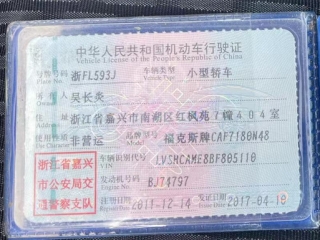 中华人民共和国机动车行驶证
Vehicle License of the People's Republic of China
号牌号码 浙FL593J 车辆类型 小型轿车
Vehicle Type
所有人 吴长炎
Owner
住址 浙江省嘉兴市南湖区红枫苑7幢404室
Address
使用性质 非营运 品牌型号 福克斯牌CAF7180N48
Use Character Model
浙江省嘉兴
市公安局交
通警察支队
车辆识别代号 LVSHCAME8BF805110
VIN
发动机号码 BJ74797
Engine No.
注册日期 2011-12-14 发证日期 2017-04-19